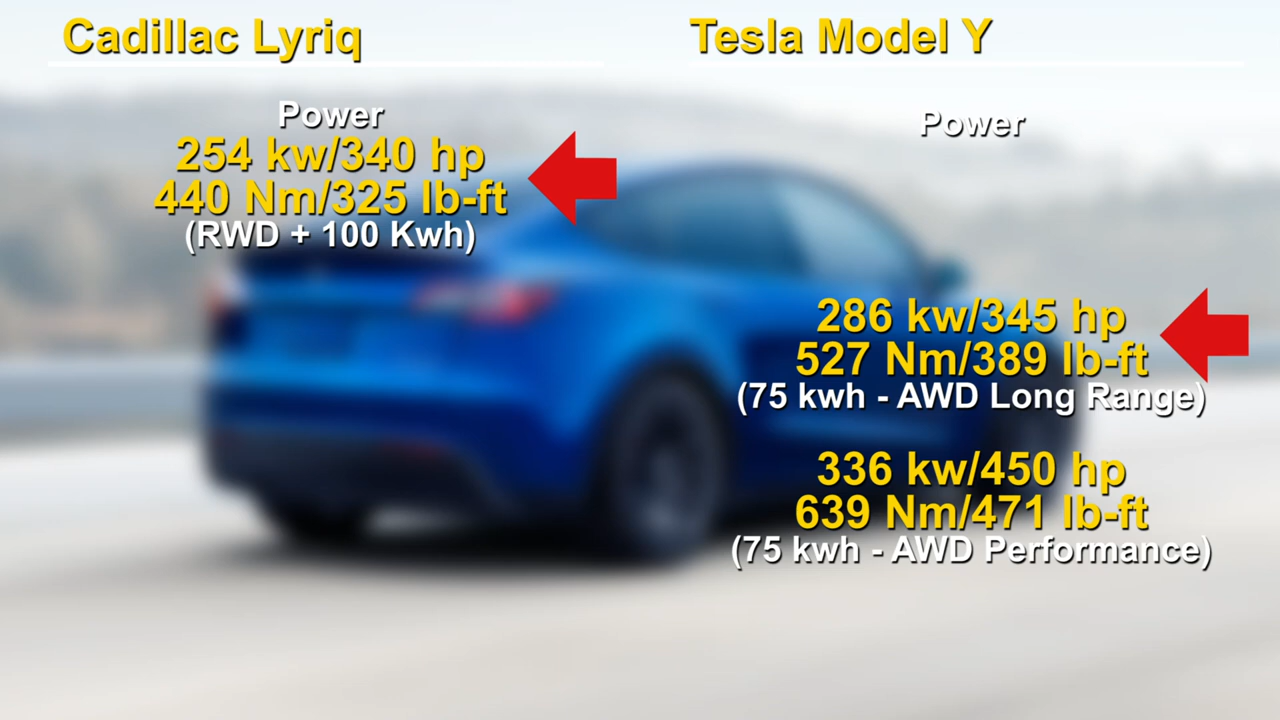 Cadillac Lyriq
Power
254 kw/340 hp
440 Nm/325 lb-ft
(RWD + 100 Kwh)
Tesla Model Y
Power
286 kw/345 hp
527 Nm/389 lb-ft
(75 kwh - AWD Long Range)
336 kw/450 hp
639 Nm/471 lb-ft
(75 kwh - AWD Performance)